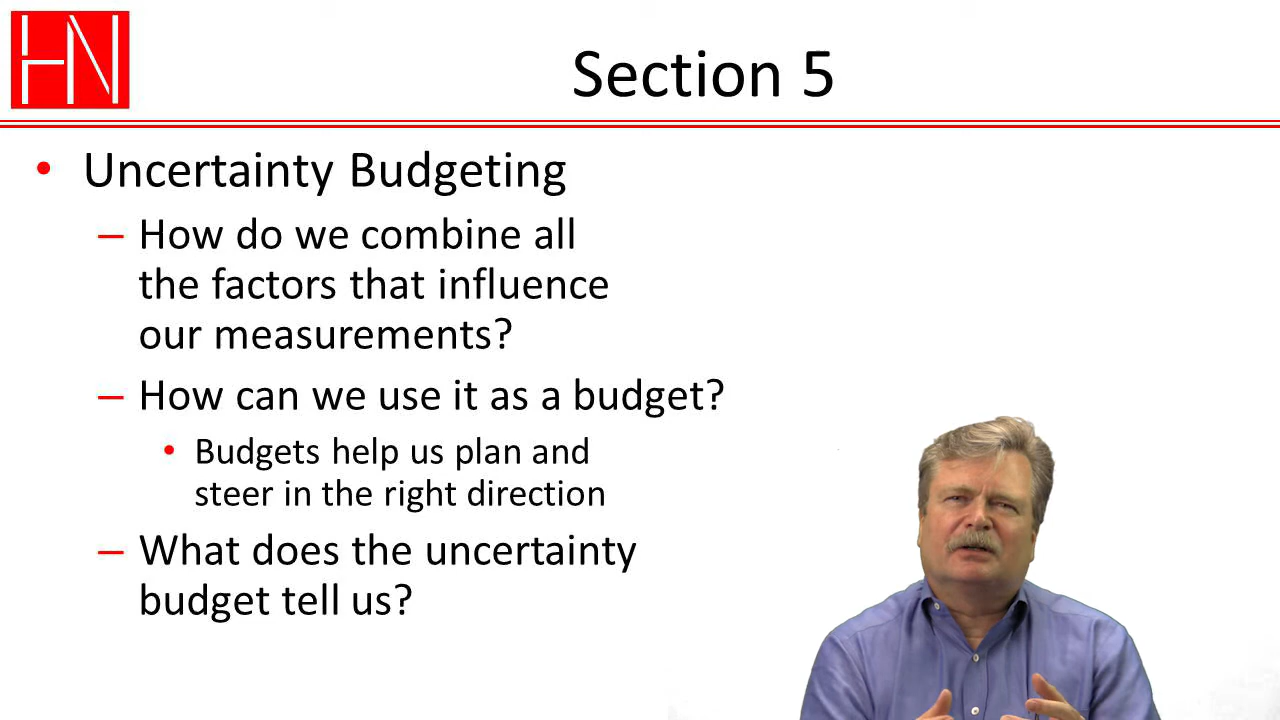 HN
Section 5
• Uncertainty Budgeting
– How do we combine all
the factors that influence
our measurements?
– How can we use it as a budget?
• Budgets help us plan and
steer in the right direction
– What does the uncertainty
budget tell us?